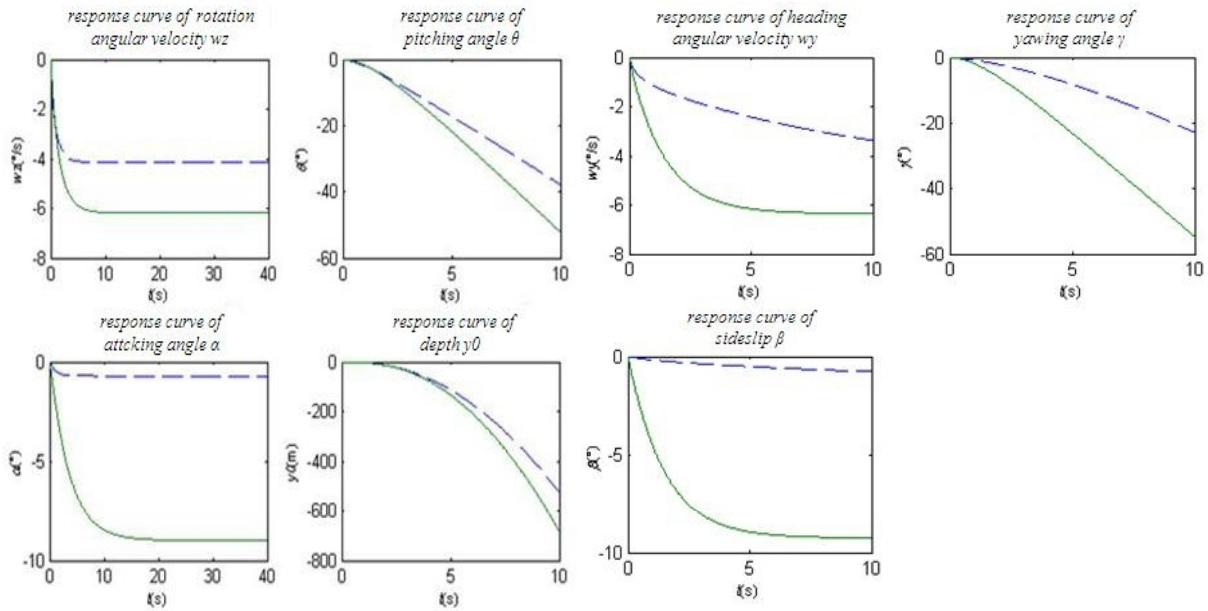 response curve of rotation
angular velocity wz
response curve of
pitching angle θ
response curve of heading
angular velocity wy
response curve of
yawing angle γ
0
-2
-4
-6
-8
wz(°/s)
0 10 20 30 40
t(s)
0
-20
-40
-60
θ(°)
0 5 10
t(s)
0
-2
-4
-6
-8
wy(°/s)
0 5 10
t(s)
0
-20
-40
-60
γ(°)
0 5 10
t(s)
response curve of
attcking angle α
response curve of
depth y0
response curve of
sideslip β
0
-5
-10
α(°)
0 10 20 30 40
t(s)
0
-200
-400
-600
-800
y0(m)
0 5 10
t(s)
0
-5
-10
β(°)
0 5 10
t(s)